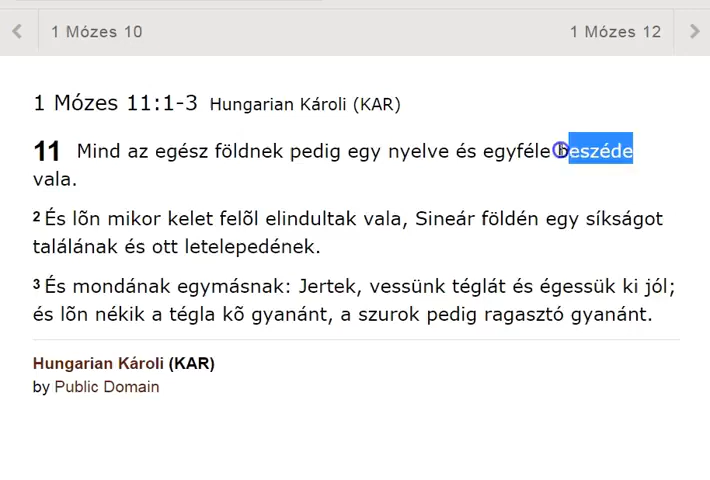 1 Mózes 10 1 Mózes 12
1 Mózes 11:1-3 Hungarian Károli (KAR)
11 Mind az egész földnek pedig egy nyelve és egyféle beszéde
vala.
2 És lõn mikor kelet felõl elindultak vala, Sineár földén egy síkságot
találának és ott letelepedének.
3 És mondának egymásnak: Jertek, vessünk téglát és égessük ki jól;
és lõn nékik a tégla kõ gyanánt, a szurok pedig ragasztó gyanánt.
Hungarian Károli (KAR)
by Public Domain